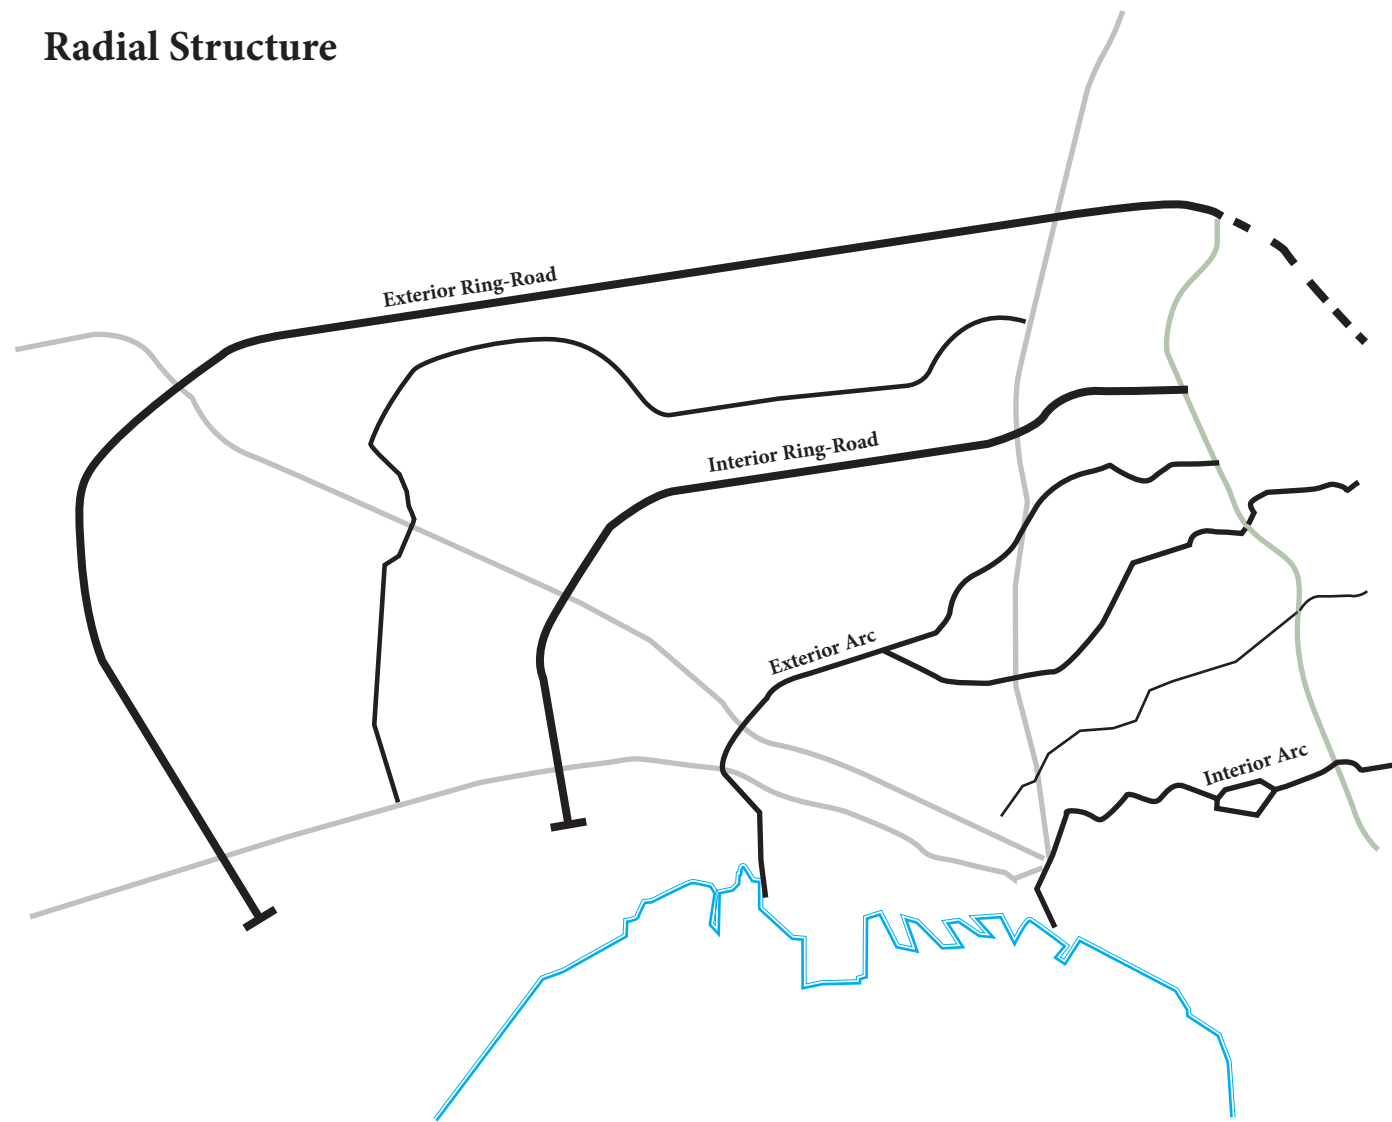 Radial Structure
Exterior Ring-Road
Interior Ring-Road
Exterior Arc
Interior Arc